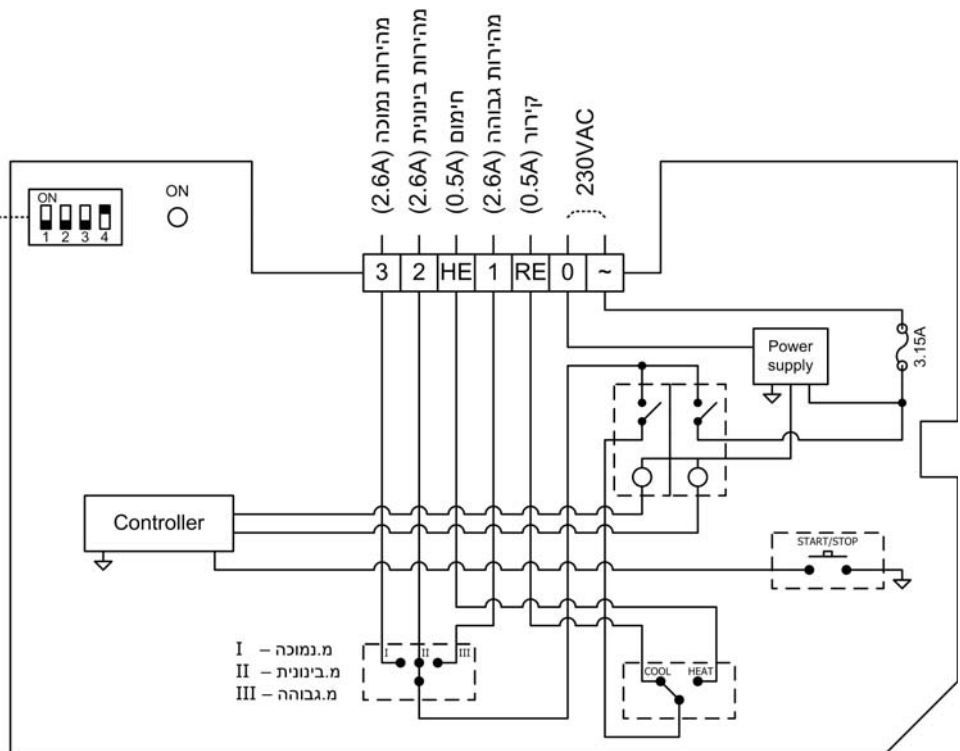 מהירות נמוכה (2.6A)
מהירות בינונית (2.6A)
חימום (0.5A)
מהירות גבוהה (2.6A)
קירור (0.5A)
230VAC
ON
1 2 3 4
ON
3 2 HE 1 RE 0 ~
Power
supply
3.15A
Controller
START/STOP
I – מ.נמוכה
II – מ.בינונית
III – מ.גבוהה
I II III
COOL HEAT